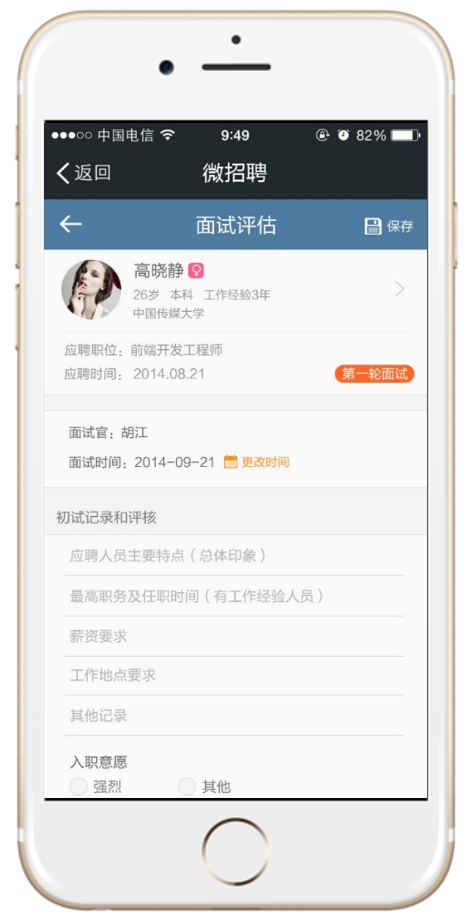 中国电信 9:49 82%
返回 微招聘
面试评估 保存
高晓静
26岁 本科 工作经验3年
中国传媒大学
应聘职位：前端开发工程师
应聘时间：2014.08.21 第一轮面试
面试官：胡江
面试时间：2014-09-21 更改时间
初试记录和评核
应聘人员主要特点（总体印象）
最高职务及任职时间（有工作经验人员）
薪资要求
工作地点要求
其他记录
入职意愿
强烈 其他